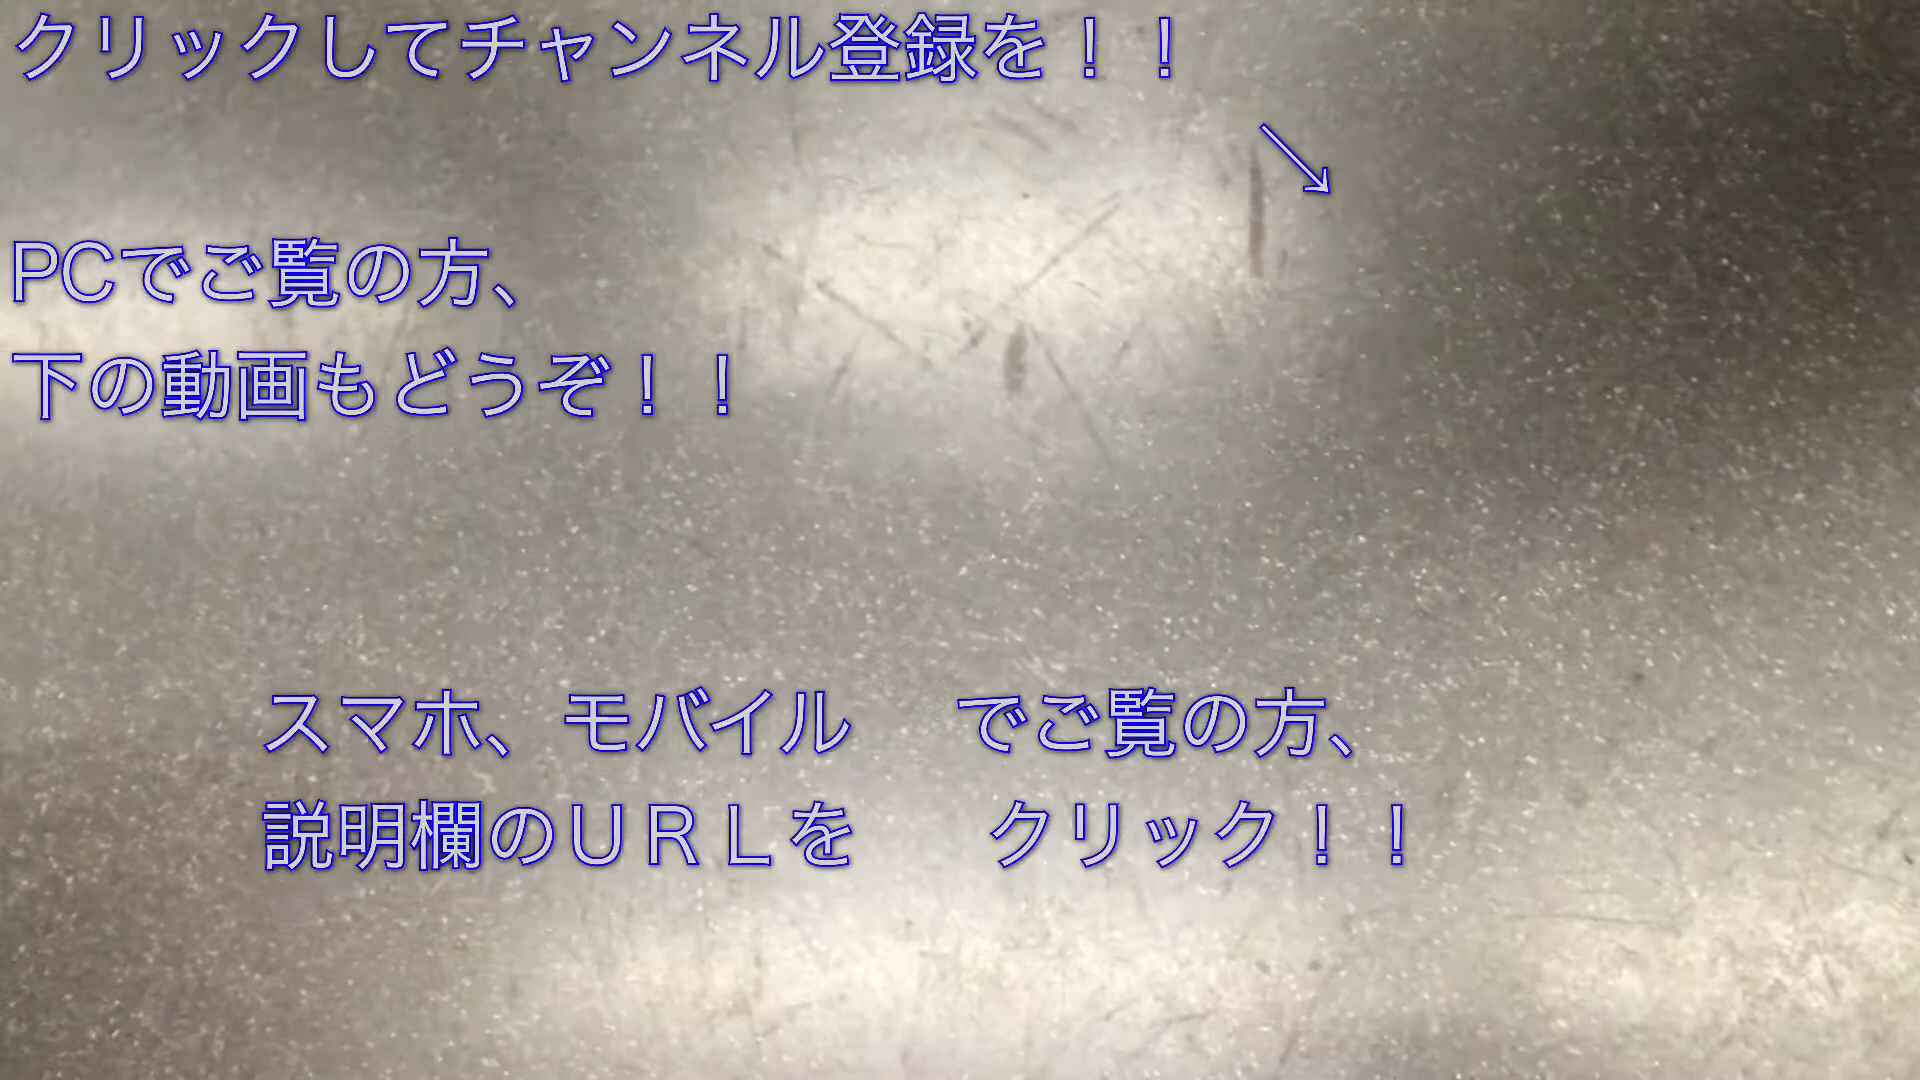 クリックしてチャンネル登録を！！
↘
PCでご覧の方、
下の動画もどうぞ！！
スマホ、モバイル　でご覧の方、
説明欄のＵＲＬを　クリック！！